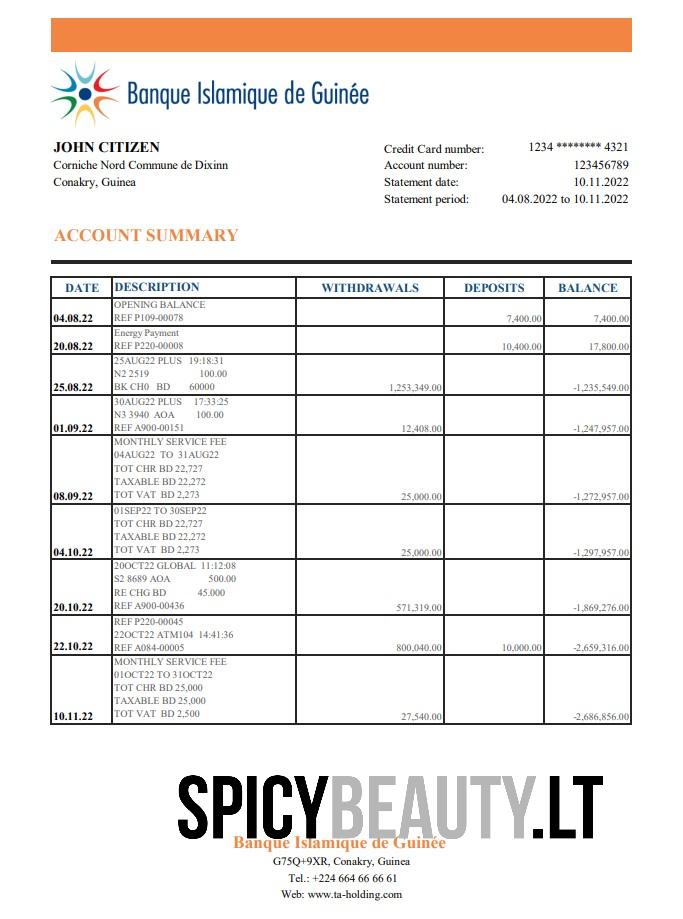 Banque Islamique de Guinée
JOHN CITIZEN
Corniche Nord Commune de Dixinn
Conakry, Guinea
Credit Card number: 1234 ******** 4321
Account number: 123456789
Statement date: 10.11.2022
Statement period: 04.08.2022 to 10.11.2022
ACCOUNT SUMMARY
DATE DESCRIPTION WITHDRAWALS DEPOSITS BALANCE
OPENING BALANCE
04.08.22 REF P109-00078 7,400.00 7,400.00
Energy Payment
20.08.22 REF P220-00008 10,400.00 17,800.00
25AUG22 PLUS 19:18:31
N2 2519 100.00
25.08.22 BK CH0 BD 60000 1,253,349.00 -1,235,549.00
30AUG22 PLUS 17:33:25
N3 3940 AOA 100.00
01.09.22 REF A900-00151 12,408.00 -1,247,957.00
MONTHLY SERVICE FEE
04AUG22 TO 31AUG22
TOT CHR BD 22,727
TAXABLE BD 22,272
08.09.22 TOT VAT BD 2,273 25,000.00 -1,272,957.00
01SEP22 TO 30SEP22
TOT CHR BD 22,727
TAXABLE BD 22,272
04.10.22 TOT VAT BD 2,273 25,000.00 -1,297,957.00
20OCT22 GLOBAL 11:12:08
S2 8689 AOA 500.00
RE CHG BD 45.000
20.10.22 REF A900-00436 571,319.00 -1,869,276.00
REF P220-00045
22OCT22 ATM104 14:41:36
22.10.22 REF A084-00005 800,040.00 10,000.00 -2,659,316.00
MONTHLY SERVICE FEE
01OCT22 TO 31OCT22
TOT CHR BD 25,000
TAXABLE BD 25,000
10.11.22 TOT VAT BD 2,500 27,540.00 -2,686,856.00
SPICYBEAUTY.LT
Banque Islamique de Guinée
G75Q+9XR, Conakry, Guinea
Tel.: +224 664 66 66 61
Web: www.ta-holding.com